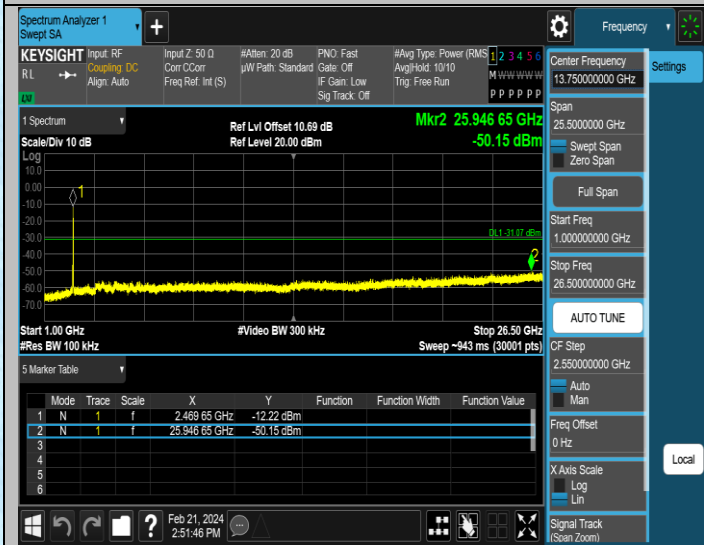 Spectrum Analyzer 1
Swept SA
+
Frequency
KEYSIGHT
RL
LXI
Input: RF
Coupling: DC
Align: Auto
Input Z: 50 Ω
Corr CCorr
Freq Ref: Int (S)
#Atten: 20 dB
µW Path: Standard
PNO: Fast
Gate: Off
IF Gain: Low
Sig Track: Off
#Avg Type: Power (RMS)
Avg|Hold: 10/10
Trig: Free Run
1 2 3 4 5 6
M W W W W W
P P P P P P
1 Spectrum
Scale/Div 10 dB
Ref Lvl Offset 10.69 dB
Ref Level 20.00 dBm
Mkr2 25.946 65 GHz
-50.15 dBm
Log
10.0
0.00
-10.0
-20.0
-30.0
-40.0
-50.0
-60.0
-70.0
1
DL1 -31.07 dBm
2
Start 1.00 GHz
#Res BW 100 kHz
#Video BW 300 kHz
Stop 26.50 GHz
Sweep ~943 ms (30001 pts)
5 Marker Table
Mode Trace Scale X Y Function Function Width Function Value
1 N 1 f 2.469 65 GHz -12.22 dBm
2 N 1 f 25.946 65 GHz -50.15 dBm
3
4
5
6
Feb 21, 2024
2:51:46 PM
?
Center Frequency
13.750000000 GHz
Settings
Span
25.5000000 GHz
Swept Span
Zero Span
Full Span
Start Freq
1.000000000 GHz
Stop Freq
26.500000000 GHz
AUTO TUNE
CF Step
2.550000000 GHz
Auto
Man
Freq Offset
0 Hz
X Axis Scale
Log
Lin
Signal Track
(Span Zoom)
Local